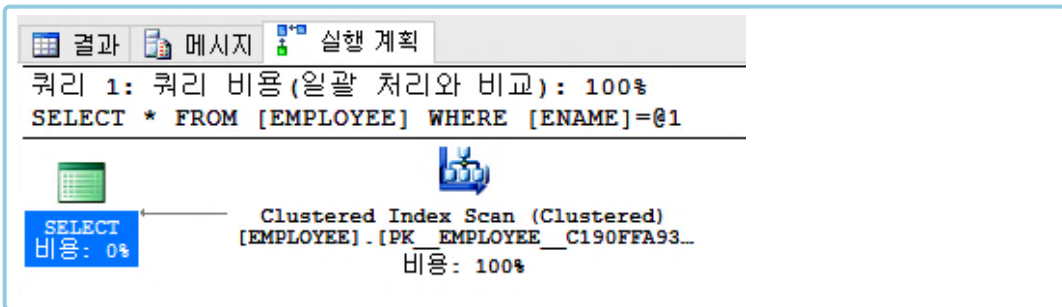 결과 메시지 실행 계획
쿼리 1: 쿼리 비용(일괄 처리와 비교): 100%
SELECT * FROM [EMPLOYEE] WHERE [ENAME]=@1
SELECT
비용: 0%
Clustered Index Scan (Clustered)
[EMPLOYEE].[PK__EMPLOYEE__C190FFA93…
비용: 100%